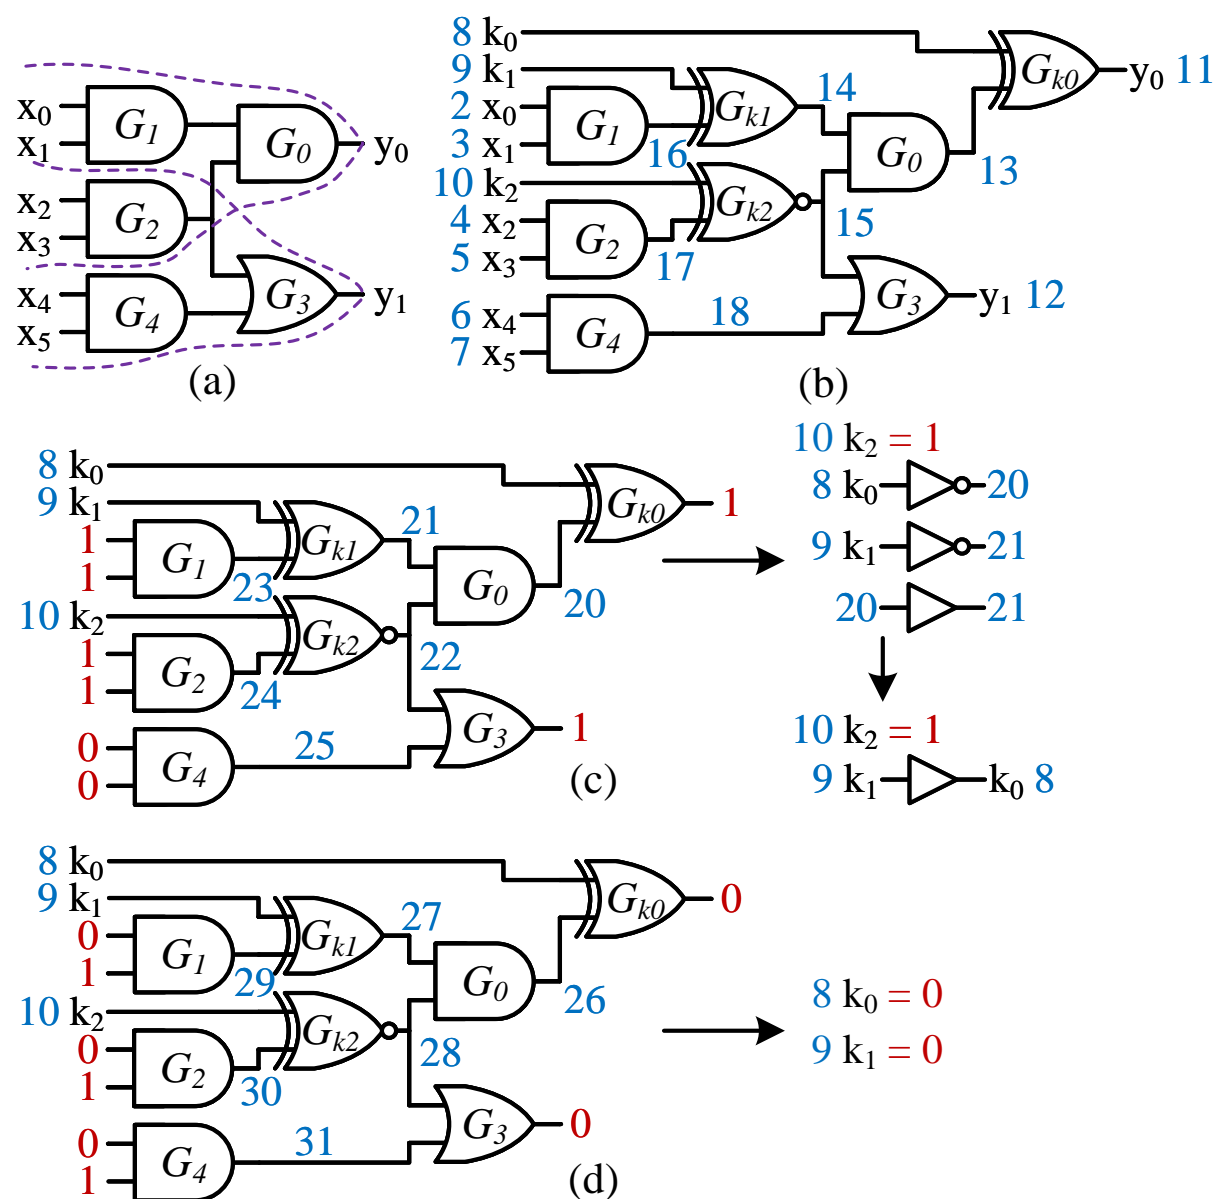 x0
x1
G1
G0
y0
x2
x3
G2
x4
x5
G4
G3
y1
(a)
8 k0
9 k1
2 x0
3 x1
G1
16
Gk1
14
10 k2
4 x2
5 x3
G2
17
Gk2
15
G0
13
Gk0
y0 11
6 x4
7 x5
G4
18
G3
y1 12
(b)
8 k0
9 k1
1
1
G1
23
Gk1
21
10 k2
1
1
G2
24
Gk2
22
G0
20
Gk0
1
0
0
G4
25
G3
1
(c)
10 k2 = 1
8 k0 20
9 k1 21
20 21
10 k2 = 1
9 k1 k0 8
8 k0
9 k1
0
1
G1
29
Gk1
27
10 k2
0
1
G2
30
Gk2
28
G0
26
Gk0
0
0
1
G4
31
G3
0
(d)
8 k0 = 0
9 k1 = 0